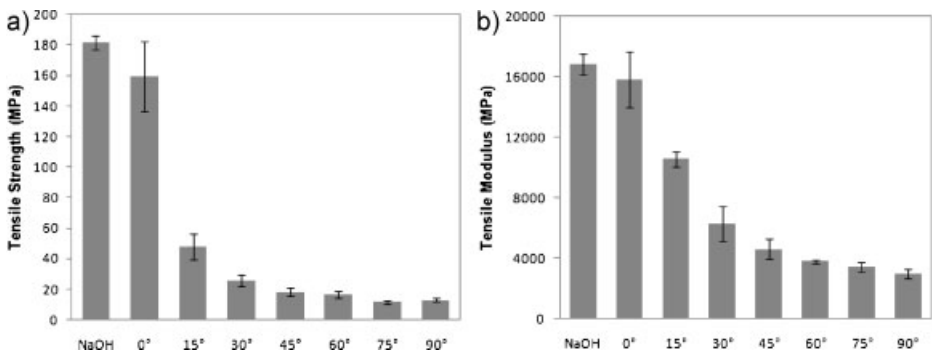 a)
Tensile Strength (MPa)
200
180
160
140
120
100
80
60
40
20
0
NaOH 0° 15° 30° 45° 60° 75° 90°
b)
Tensile Modulus (MPa)
20000
16000
12000
8000
4000
0
NaOH 0° 15° 30° 45° 60° 75° 90°